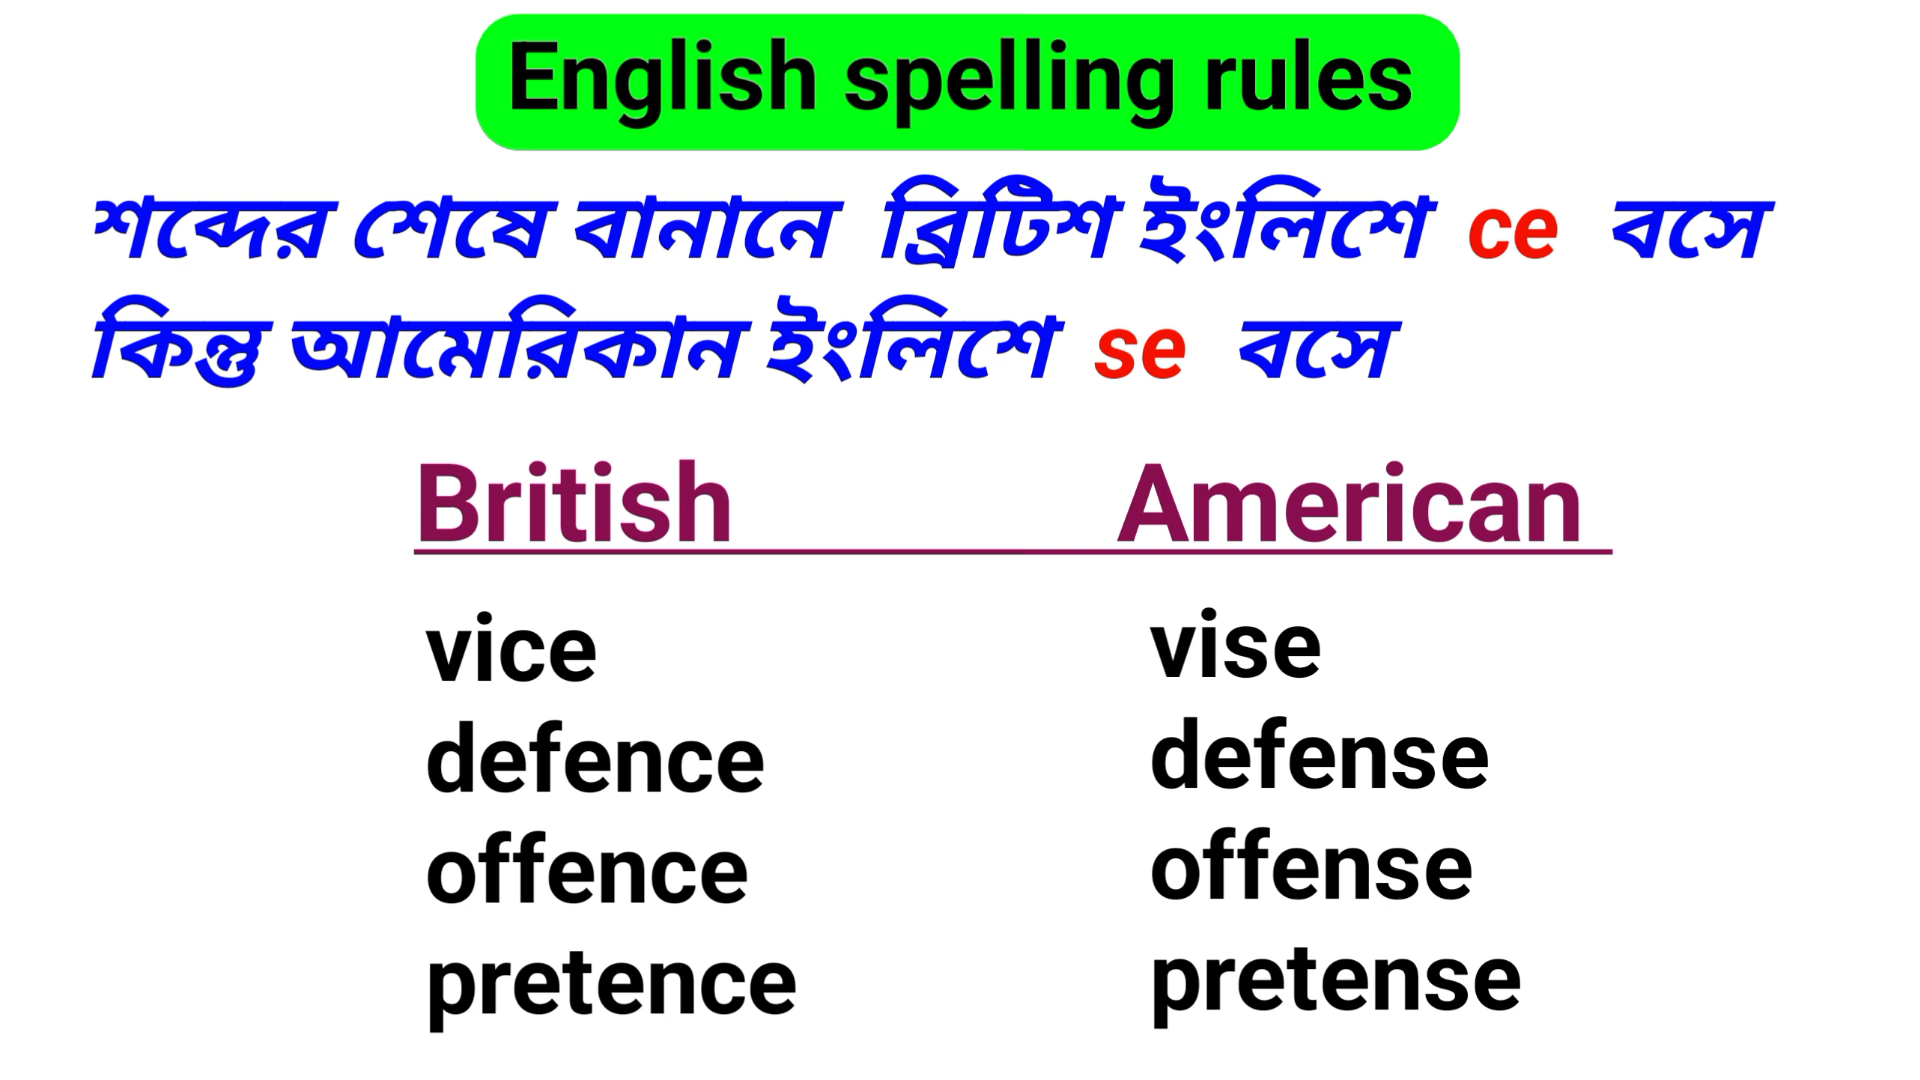 English spelling rules
শব্দের শেষে বানানে ব্রিটিশ ইংলিশে ce বসে
কিন্তু আমেরিকান ইংলিশে se বসে
British American
vice vise
defence defense
offence offense
pretence pretense